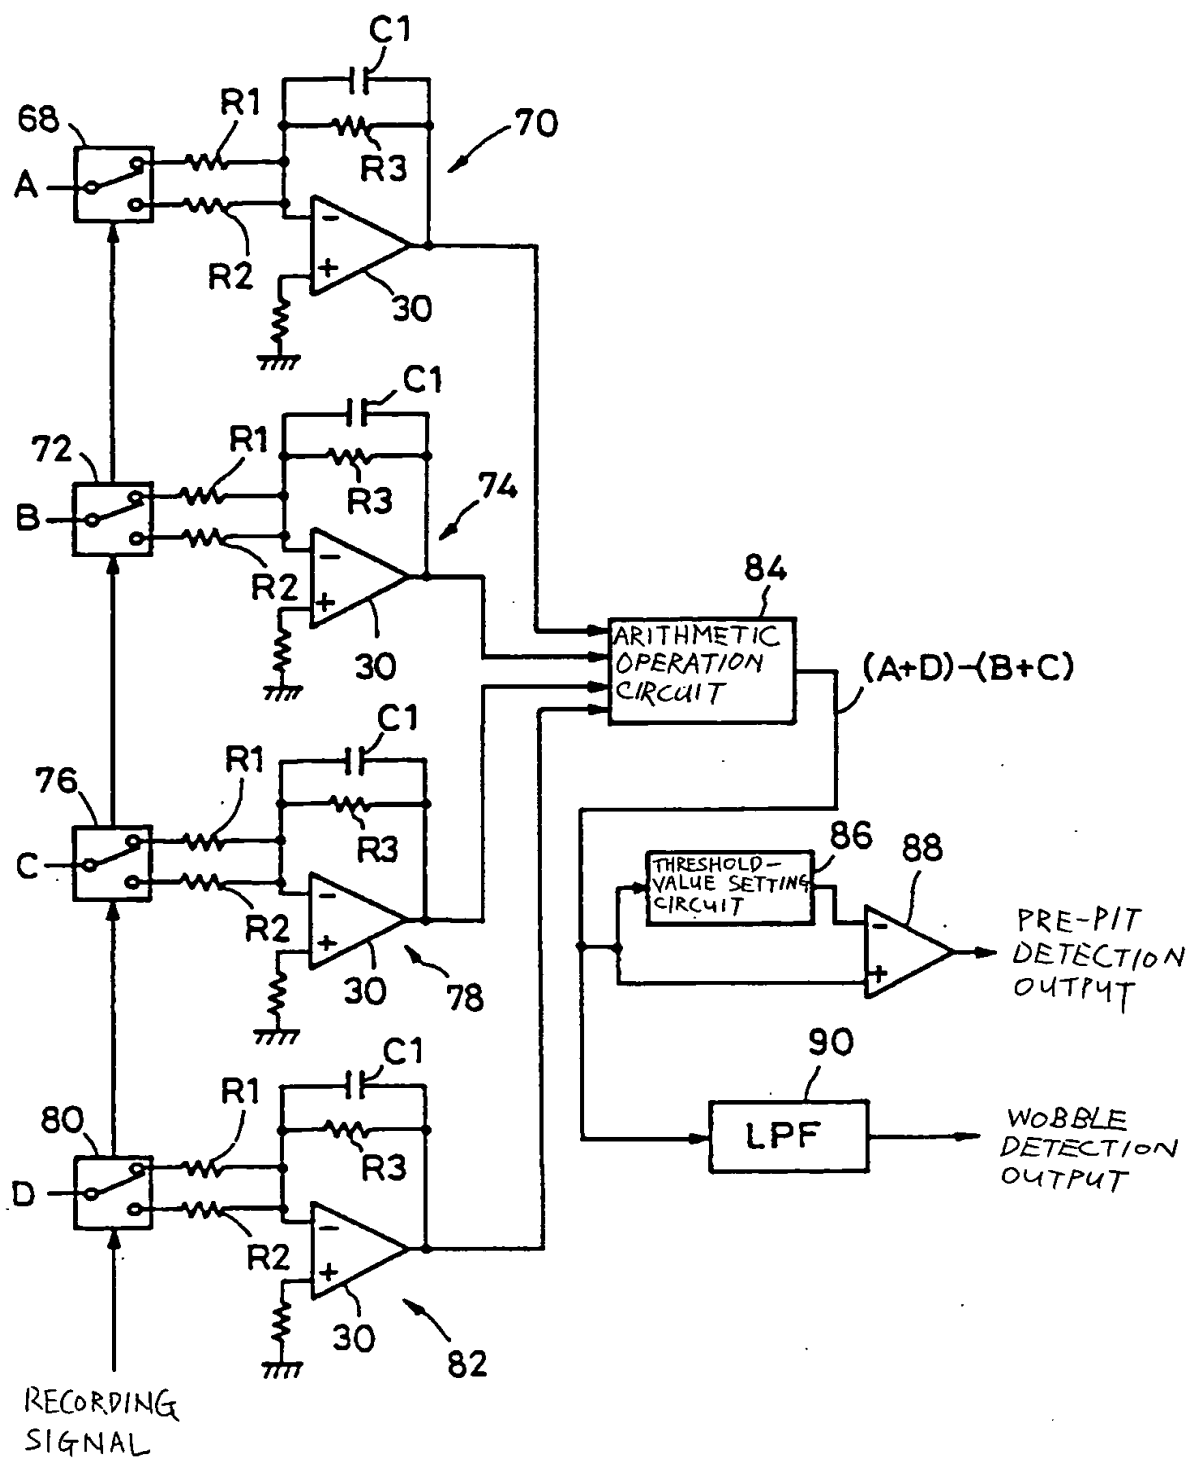 C1
68
R1
70
R3
A
R2
-
+
30
C1
72
R1
74
R3
B
R2
-
+
30
84
ARITHMETIC
OPERATION
CIRCUIT
(A+D)-(B+C)
C1
76
R1
R3
C
R2
-
+
30
78
86
88
THRESHOLD-
VALUE SETTING
CIRCUIT
-
+
PRE-PIT
DETECTION
OUTPUT
C1
80
R1
R3
D
R2
-
+
30
82
90
LPF
WOBBLE
DETECTION
OUTPUT
RECORDING
SIGNAL